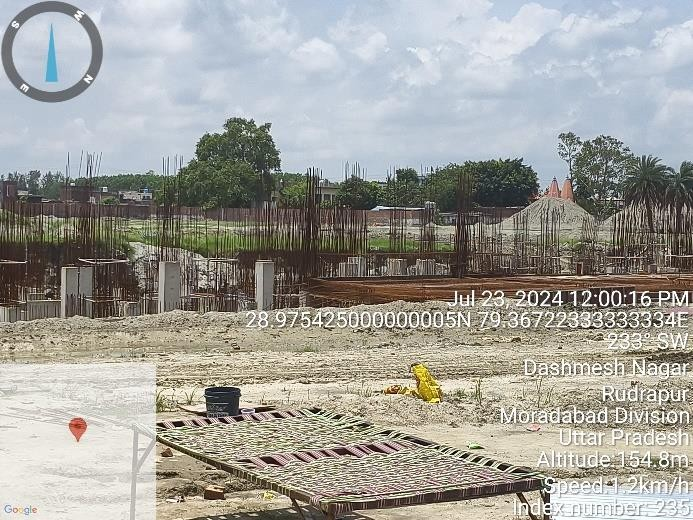 S
W
E
N
Jul 23, 2024 12:00:16 PM
28.975425000000005N 79.36722333333334E
233° SW
Dashmesh Nagar
Rudrapur
Moradabad Division
Uttar Pradesh
Altitude:154.8m
Speed:1.2km/h
Index number: 235
Google